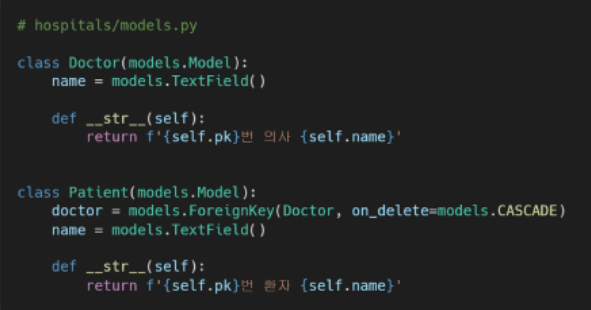 # hospitals/models.py
class Doctor(models.Model):
name = models.TextField()
def __str__(self):
return f'{self.pk}번 의사 {self.name}'
class Patient(models.Model):
doctor = models.ForeignKey(Doctor, on_delete=models.CASCADE)
name = models.TextField()
def __str__(self):
return f'{self.pk}번 환자 {self.name}'